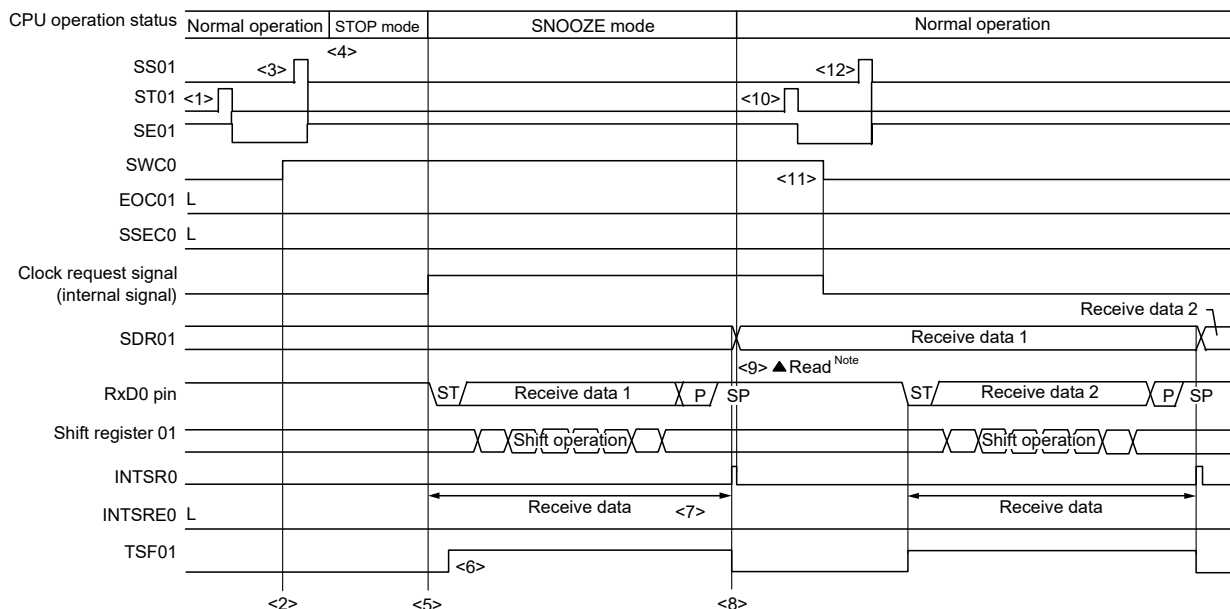 CPU operation status
Normal operation
STOP mode
SNOOZE mode
Normal operation
<4>
SS01
<3>
<12>
ST01
<1>
<10>
SE01
SWC0
<11>
EOC01 L
SSEC0 L
Clock request signal
(internal signal)
Receive data 2
SDR01
Receive data 1
<9> ▲ Read Note
RxD0 pin
ST
Receive data 1
P
SP
ST
Receive data 2
P
SP
Shift register 01
Shift operation
Shift operation
INTSR0
Receive data
<7>
Receive data
INTSRE0 L
TSF01
<6>
<2>
<5>
<8>